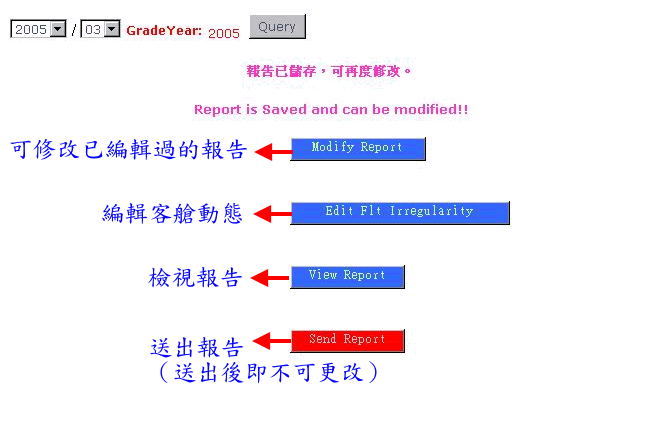 2005 / 03 GradeYear: 2005 Query
報告已儲存，可再度修改。
Report is Saved and can be modified!!
可修改已編輯過的報告 Modify Report
編輯客艙動態 Edit Flt Irregularity
檢視報告 View Report
送出報告 Send Report
（送出後即不可更改）